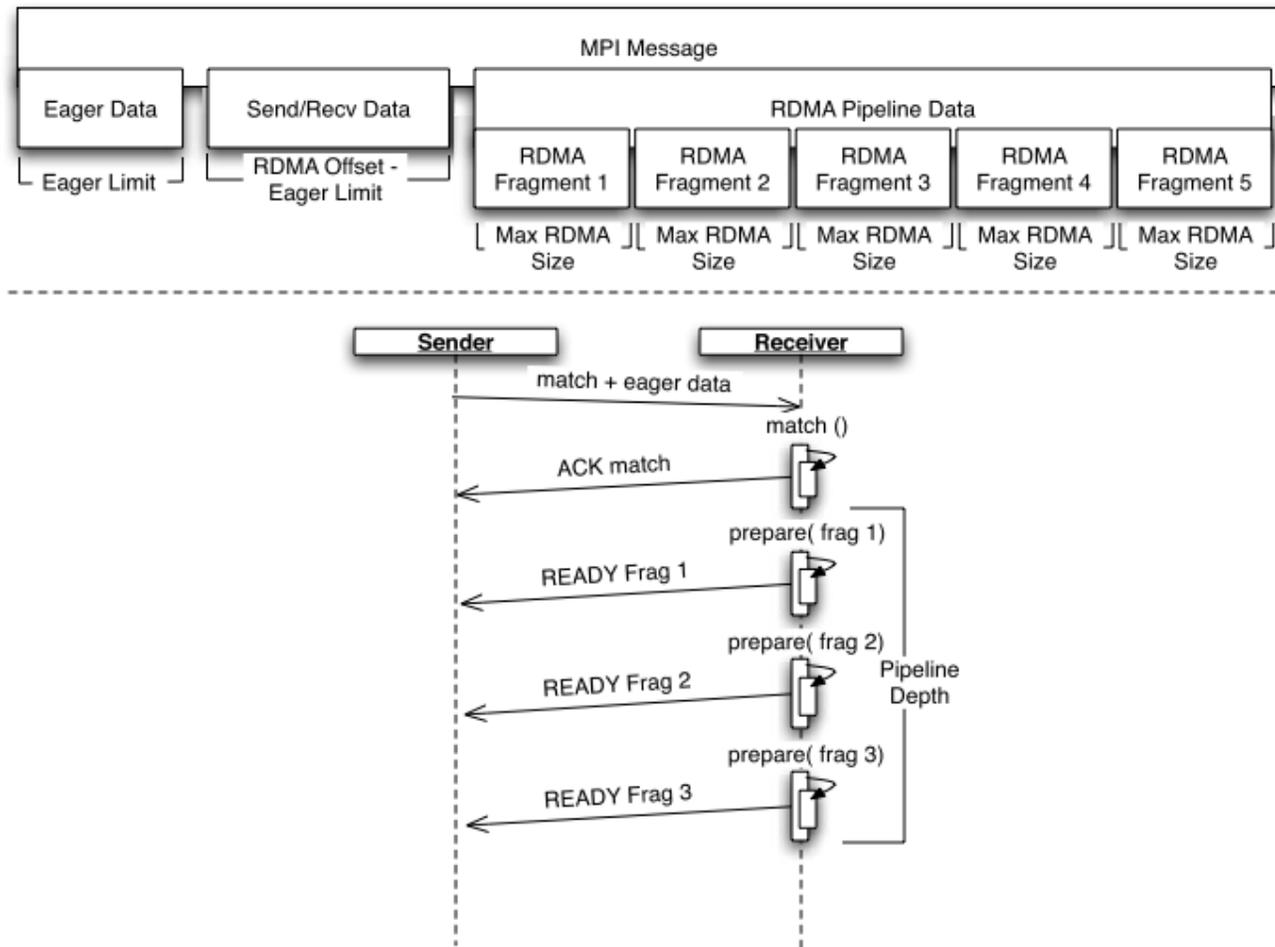 MPI Message
Eager Data
Send/Recv Data
RDMA Pipeline Data
RDMA
Fragment 1
RDMA
Fragment 2
RDMA
Fragment 3
RDMA
Fragment 4
RDMA
Fragment 5
Eager Limit
RDMA Offset -
Eager Limit
Max RDMA
Size
Max RDMA
Size
Max RDMA
Size
Max RDMA
Size
Max RDMA
Size
Sender
Receiver
match + eager data
match ()
ACK match
prepare( frag 1)
READY Frag 1
prepare( frag 2)
READY Frag 2
Pipeline
Depth
prepare( frag 3)
READY Frag 3